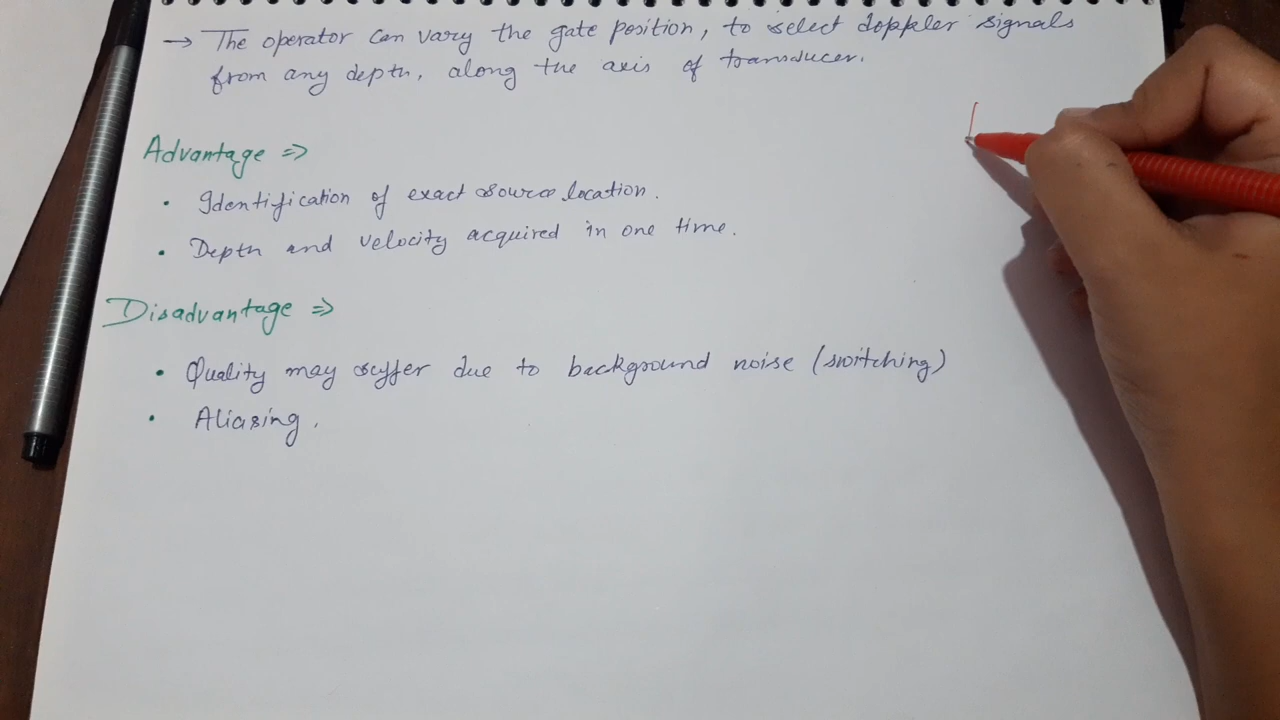 → The operator can vary the gate position, to select doppler signals
from any depth, along the axis of transducer.
Advantage ⇒
• Identification of exact source location.
• Depth and velocity acquired in one time.
Disadvantage ⇒
• Quality may suffer due to background noise (switching)
• Aliasing.